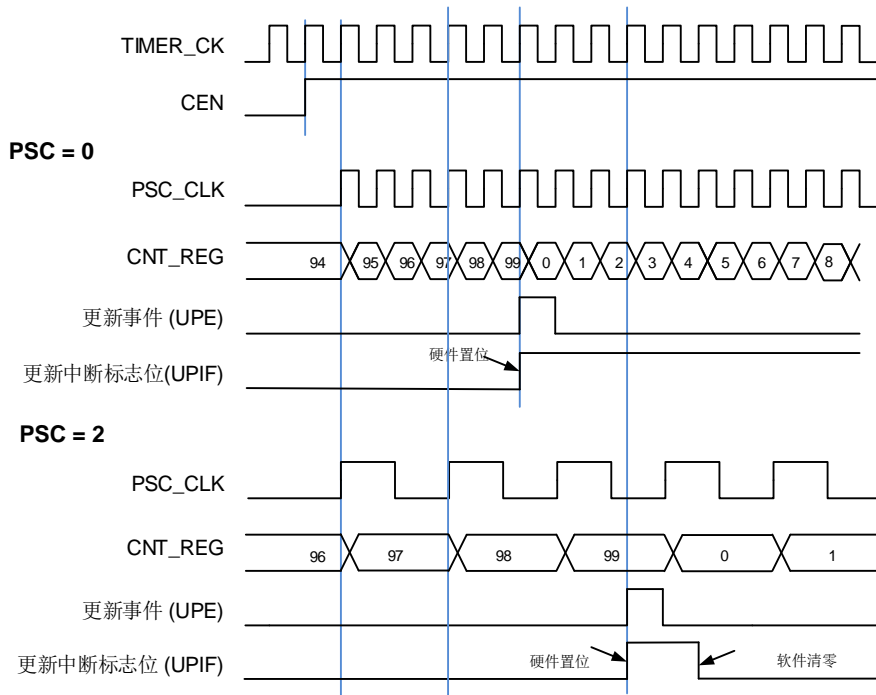 TIMER_CK
CEN
PSC = 0
PSC_CLK
CNT_REG 94 95 96 97 98 99 0 1 2 3 4 5 6 7 8
更新事件 (UPE)
硬件置位
更新中断标志位(UPIF)
PSC = 2
PSC_CLK
CNT_REG 96 97 98 99 0 1
更新事件 (UPE)
更新中断标志位 (UPIF) 硬件置位 软件清零